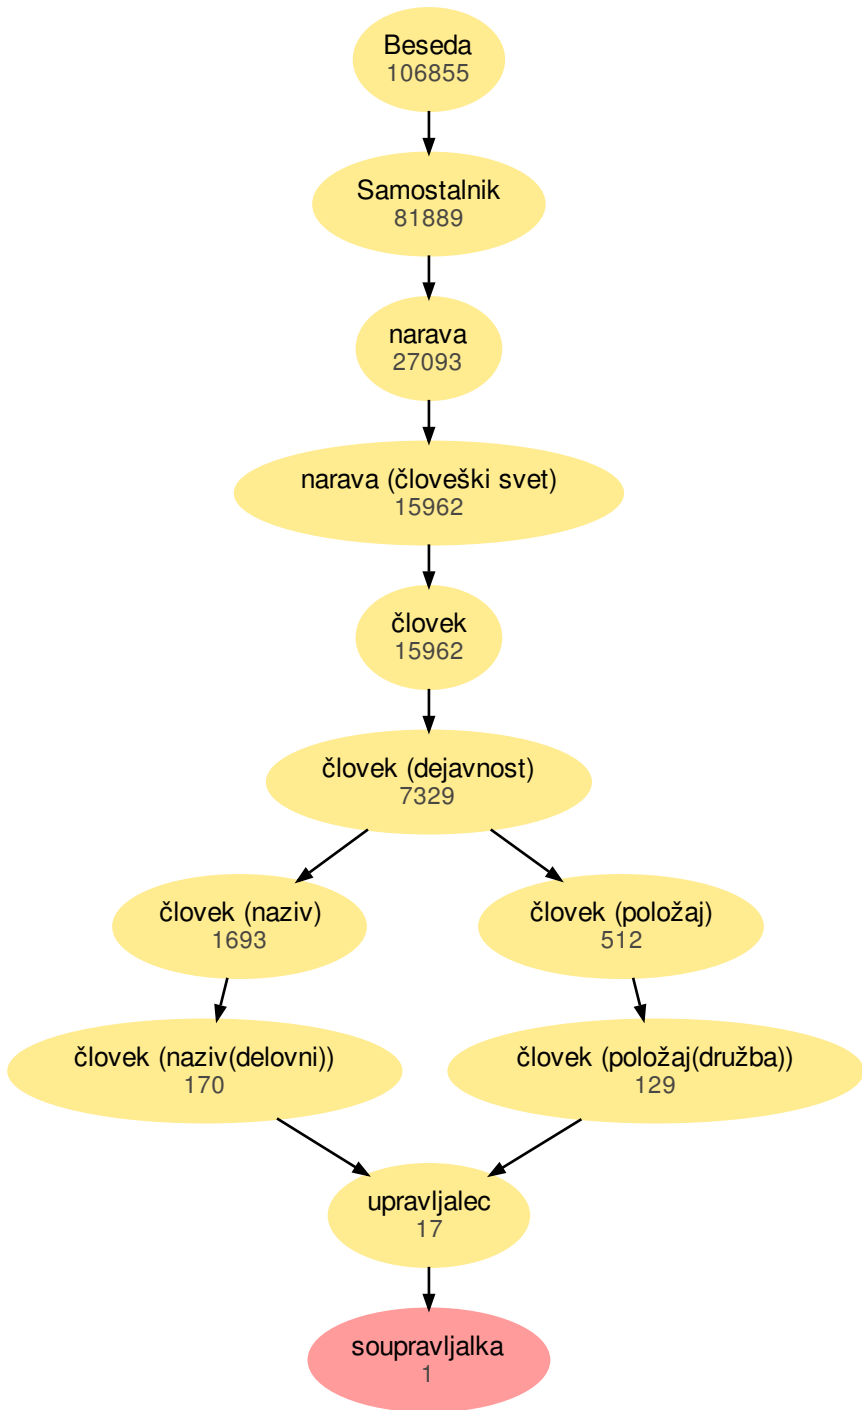 Beseda
106855
Samostalnik
81889
narava
27093
narava (človeški svet)
15962
človek
15962
človek (dejavnost)
7329
človek (naziv)
1693
človek (položaj)
512
človek (naziv(delovni))
170
človek (položaj(družba))
129
upravljalec
17
soupravljalka
1